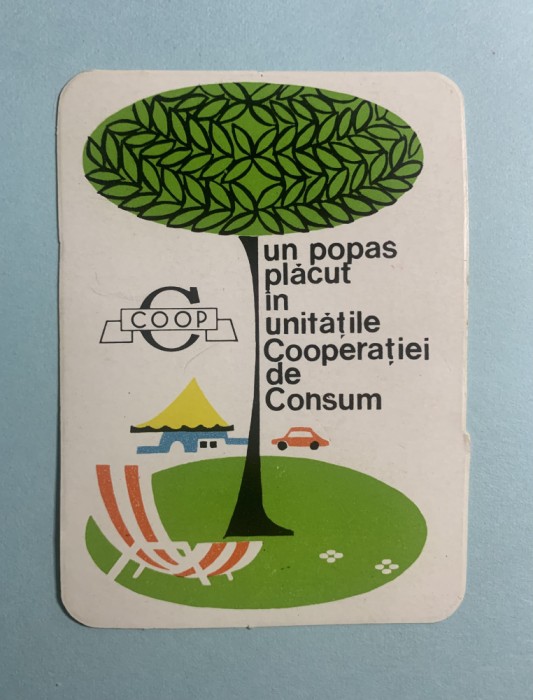 un popas
plăcut
în
unitățile
Cooperației
de
Consum
C
COOP